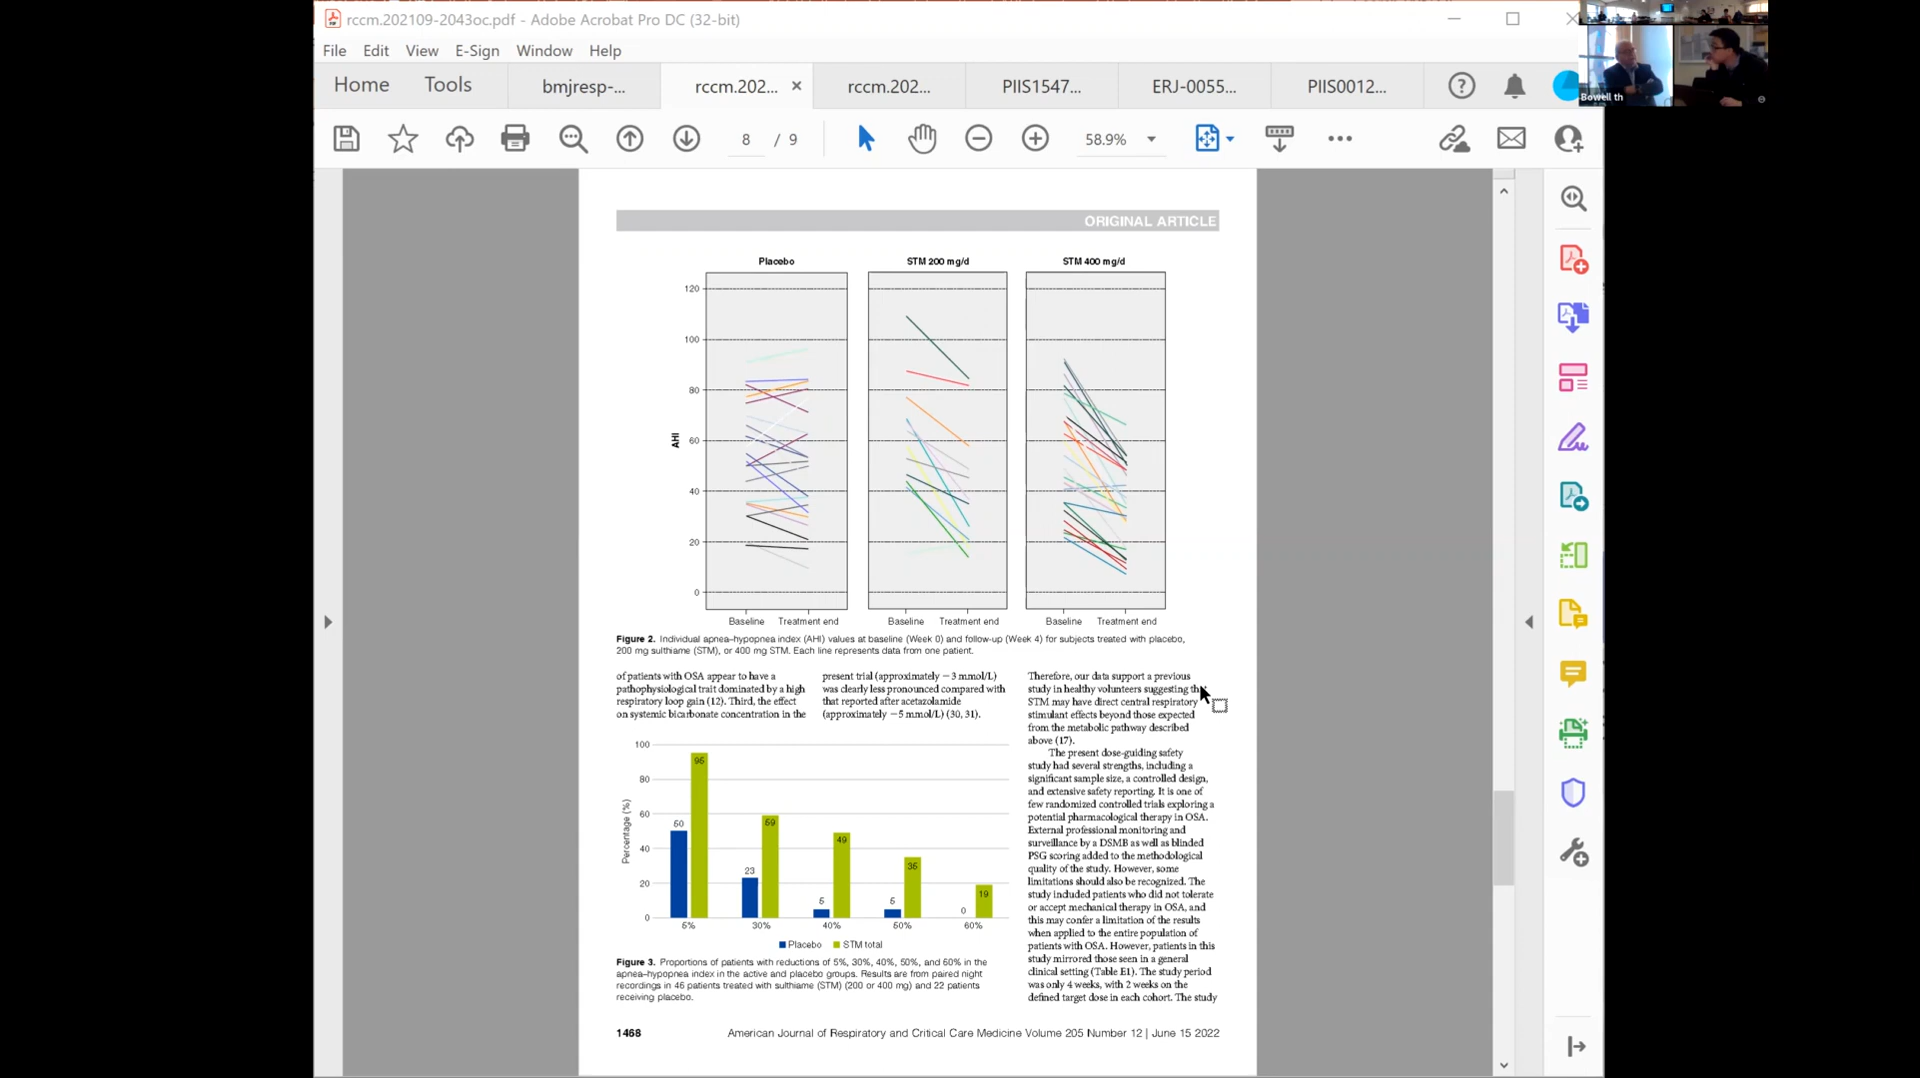 rccm.202109-2043oc.pdf - Adobe Acrobat Pro DC (32-bit)
File Edit View E-Sign Window Help
Home Tools bmjresp-... rccm.202... × rccm.202... PIIS1547... ERJ-0055... PIIS0012...
Bowell th
8 / 9 58.9%
ORIGINAL ARTICLE
Placebo STM 200 mg/d STM 400 mg/d
120
100
80
60
40
20
0
AHI
Baseline Treatment end Baseline Treatment end Baseline Treatment end
Figure 2. Individual apnea–hypopnea index (AHI) values at baseline (Week 0) and follow-up (Week 4) for subjects treated with placebo,
200 mg sulthiame (STM), or 400 mg STM. Each line represents data from one patient.
of patients with OSA appear to have a
pathophysiological trait dominated by a high
respiratory loop gain (12). Third, the effect
on systemic bicarbonate concentration in the
present trial (approximately −3 mmol/L)
was clearly less pronounced compared with
that reported after acetazolamide
(approximately −5 mmol/L) (30, 31).
100
80
60
40
20
0
Percentage (%)
50 95
23 59
5 49
5 35
0 19
5% 30% 40% 50% 60%
Placebo STM total
Figure 3. Proportions of patients with reductions of 5%, 30%, 40%, 50%, and 60% in the
apnea–hypopnea index in the active and placebo groups. Results are from paired night
recordings in 46 patients treated with sulthiame (STM) (200 or 400 mg) and 22 patients
receiving placebo.
Therefore, our data support a previous
study in healthy volunteers suggesting
STM may have direct central respiratory
stimulant effects beyond those expected
from the metabolic pathway described
above (17).
The present dose-guiding safety
study had several strengths, including a
significant sample size, a controlled design,
and extensive safety reporting. It is one of
few randomized controlled trials exploring a
potential pharmacological therapy in OSA.
External professional monitoring and
surveillance by a DSMB as well as blinded
PSG scoring added to the methodological
quality of the study. However, some
limitations should also be recognized. The
study included patients who did not tolerate
or accept mechanical therapy in OSA, and
this may confer a limitation of the results
when applied to the entire population of
patients with OSA. However, patients in this
study mirrored those seen in a general
clinical setting (Table E1). The study period
was only 4 weeks, with 2 weeks on the
defined target dose in each cohort. The study
1468 American Journal of Respiratory and Critical Care Medicine Volume 205 Number 12 | June 15 2022